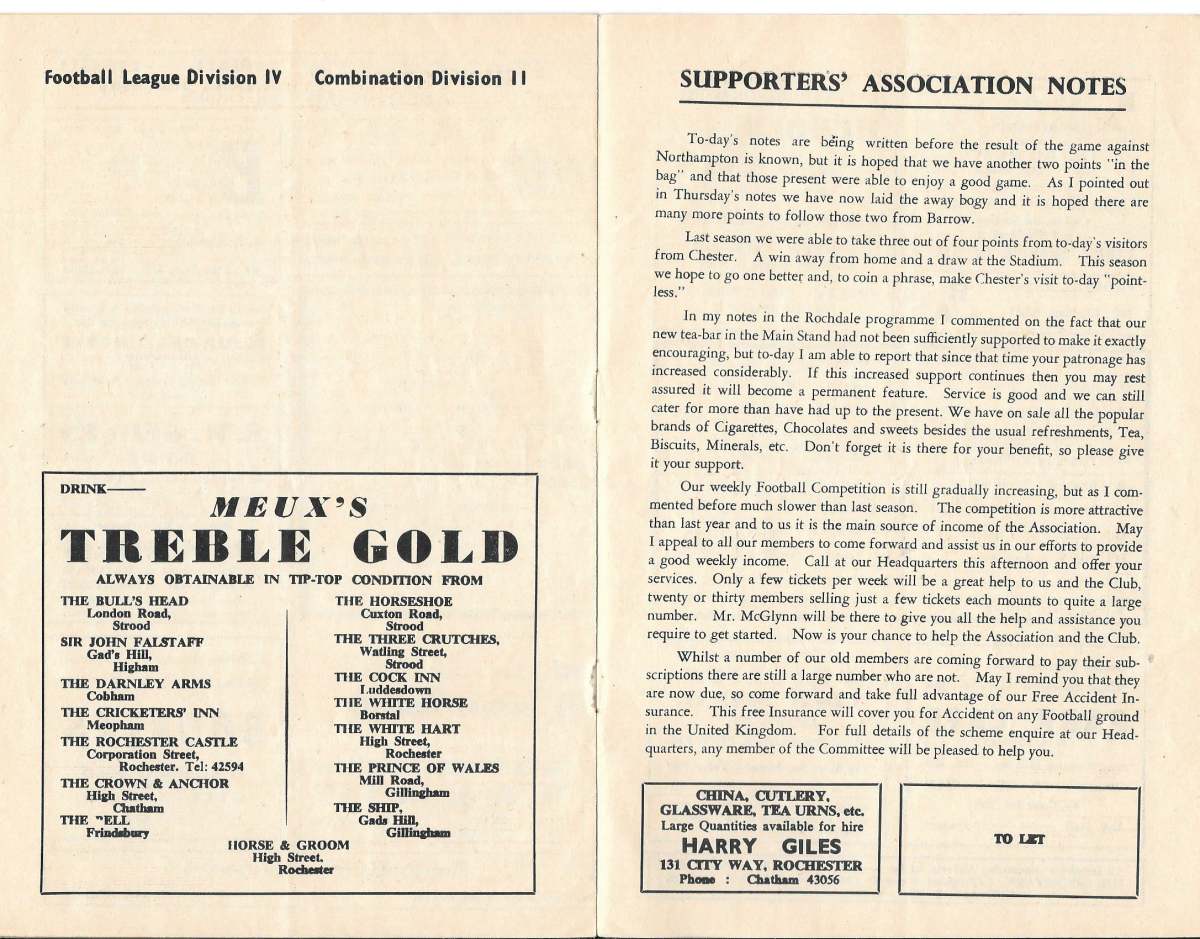 Football League Division IV Combination Division II
DRINK——
MEUX'S
TREBLE GOLD
ALWAYS OBTAINABLE IN TIP-TOP CONDITION FROM
THE BULL'S HEAD
London Road,
Strood
SIR JOHN FALSTAFF
Gad's Hill,
Higham
THE DARNLEY ARMS
Cobham
THE CRICKETERS' INN
Meopham
THE ROCHESTER CASTLE
Corporation Street,
Rochester. Tel: 42594
THE CROWN & ANCHOR
High Street,
Chatham
THE "ELL
Frindsbury
THE HORSESHOE
Cuxton Road,
Strood
THE THREE CRUTCHES,
Watling Street,
Strood
THE COCK INN
Luddesdown
THE WHITE HORSE
Borstal
THE WHITE HART
High Street,
Rochester
THE PRINCE OF WALES
Mill Road,
Gillingham
THE SHIP,
Gads Hill,
Gillingham
HORSE & GROOM
High Street.
Rochester
SUPPORTERS' ASSOCIATION NOTES
To-day's notes are being written before the result of the game against
Northampton is known, but it is hoped that we have another two points "in the
bag" and that those present were able to enjoy a good game. As I pointed out
in Thursday's notes we have now laid the away bogy and it is hoped there are
many more points to follow those two from Barrow.
Last season we were able to take three out of four points from to-day's visitors
from Chester. A win away from home and a draw at the Stadium. This season
we hope to go one better and, to coin a phrase, make Chester's visit to-day "point-
less."
In my notes in the Rochdale programme I commented on the fact that our
new tea-bar in the Main Stand had not been sufficiently supported to make it exactly
encouraging, but to-day I am able to report that since that time your patronage has
increased considerably. If this increased support continues then you may rest
assured it will become a permanent feature. Service is good and we can still
cater for more than have had up to the present. We have on sale all the popular
brands of Cigarettes, Chocolates and sweets besides the usual refreshments, Tea,
Biscuits, Minerals, etc. Don't forget it is there for your benefit, so please give
it your support.
Our weekly Football Competition is still gradually increasing, but as I com-
mented before much slower than last season. The competition is more attractive
than last year and to us it is the main source of income of the Association. May
I appeal to all our members to come forward and assist us in our efforts to provide
a good weekly income. Call at our Headquarters this afternoon and offer your
services. Only a few tickets per week will be a great help to us and the Club,
twenty or thirty members selling just a few tickets each mounts to quite a large
number. Mr. McGlynn will be there to give you all the help and assistance you
require to get started. Now is your chance to help the Association and the Club.
Whilst a number of our old members are coming forward to pay their sub-
scriptions there are still a large number who are not. May I remind you that they
are now due, so come forward and take full advantage of our Free Accident In-
surance. This free Insurance will cover you for Accident on any Football ground
in the United Kingdom. For full details of the scheme enquire at our Head-
quarters, any member of the Committee will be pleased to help you.
CHINA, CUTLERY,
GLASSWARE, TEA URNS, etc.
Large Quantities available for hire
HARRY GILES
131 CITY WAY, ROCHESTER
Phone : Chatham 43056
TO LET